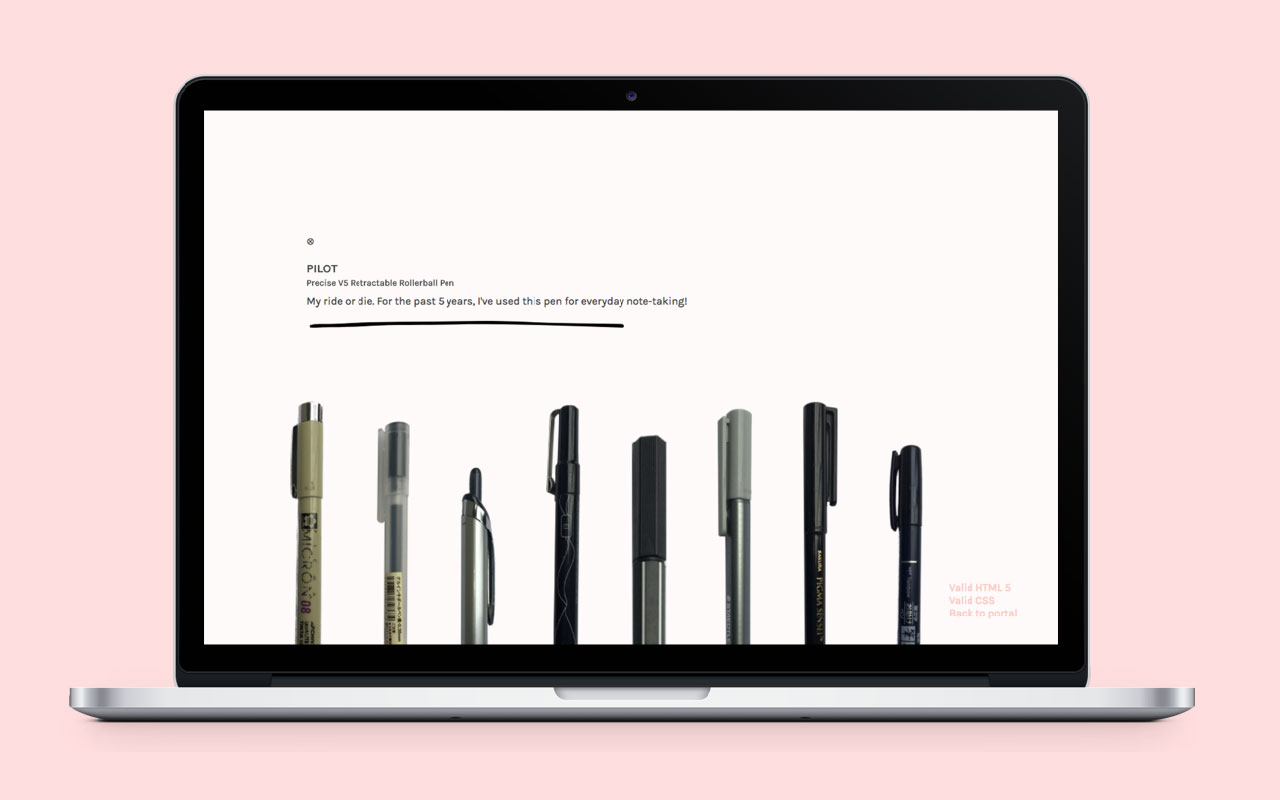 ⊗
PILOT
Precise V5 Retractable Rollerball Pen
My ride or die. For the past 5 years, I've used this pen for everyday note-taking!
MICRON 08
SAKURA PIGMA SENSEI
Valid HTML 5
Valid CSS
Back to portal